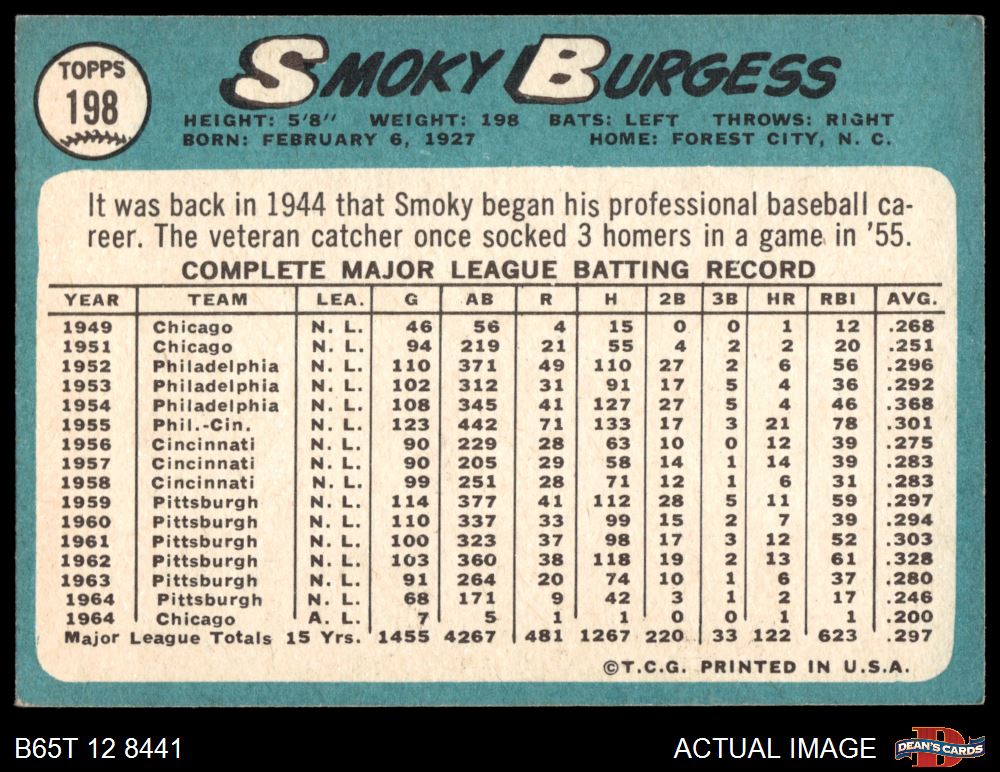 TOPPS
198
SMOKY BURGESS
HEIGHT: 5'8" WEIGHT: 198 BATS: LEFT THROWS: RIGHT
BORN: FEBRUARY 6, 1927 HOME: FOREST CITY, N. C.
It was back in 1944 that Smoky began his professional baseball ca-
reer. The veteran catcher once socked 3 homers in a game in '55.
COMPLETE MAJOR LEAGUE BATTING RECORD
YEAR TEAM LEA. G AB R H 2B 3B HR RBI AVG.
1949 Chicago N. L. 46 56 4 15 0 0 1 12 .268
1951 Chicago N. L. 94 219 21 55 4 2 2 20 .251
1952 Philadelphia N. L. 110 371 49 110 27 2 6 56 .296
1953 Philadelphia N. L. 102 312 31 91 17 5 4 36 .292
1954 Philadelphia N. L. 108 345 41 127 27 5 4 46 .368
1955 Phil.-Cin. N. L. 123 442 71 133 17 3 21 78 .301
1956 Cincinnati N. L. 90 229 28 63 10 0 12 39 .275
1957 Cincinnati N. L. 90 205 29 58 14 1 14 39 .283
1958 Cincinnati N. L. 99 251 28 71 12 1 6 31 .283
1959 Pittsburgh N. L. 114 377 41 112 28 5 11 59 .297
1960 Pittsburgh N. L. 110 337 33 99 15 2 7 39 .294
1961 Pittsburgh N. L. 100 323 37 98 17 3 12 52 .303
1962 Pittsburgh N. L. 103 360 38 118 19 2 13 61 .328
1963 Pittsburgh N. L. 91 264 20 74 10 1 6 37 .280
1964 Pittsburgh N. L. 68 171 9 42 3 1 2 17 .246
1964 Chicago A. L. 7 5 1 1 0 0 1 1 .200
Major League Totals 15 Yrs. 1455 4267 481 1267 220 33 122 623 .297
©T.C.G. PRINTED IN U.S.A.
B65T 12 8441 ACTUAL IMAGE D DEAN'S CARDS